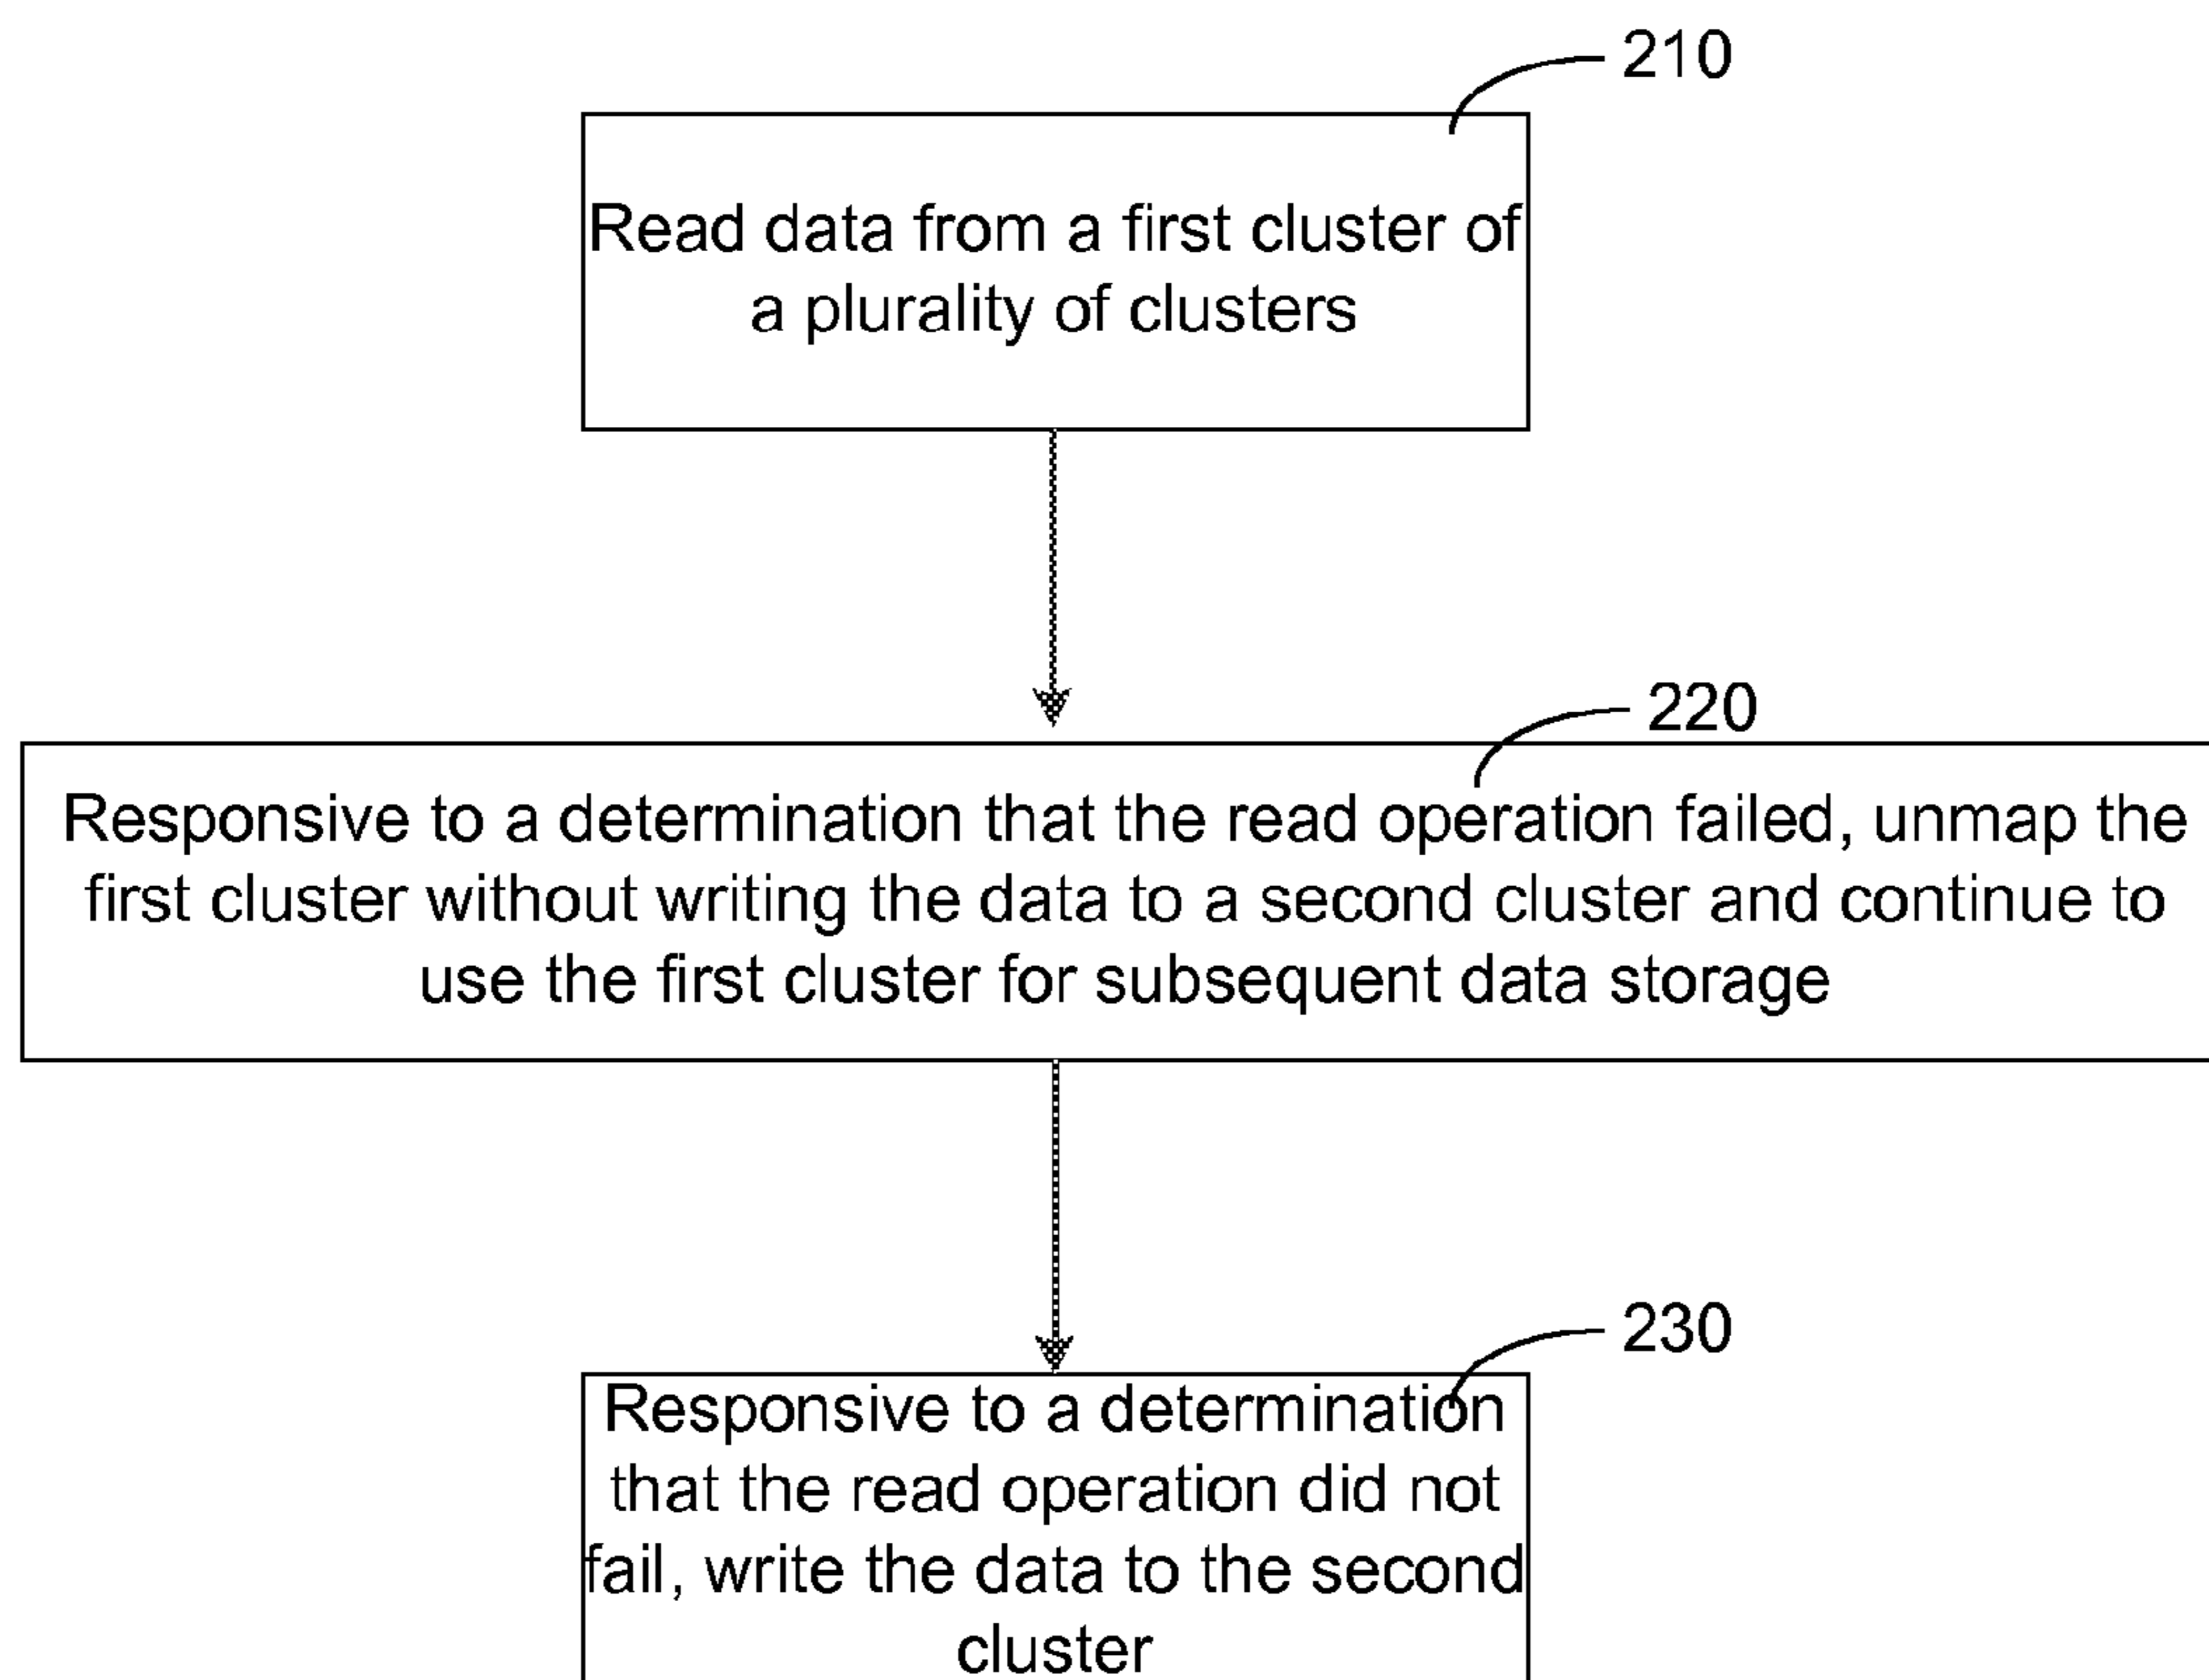 210
Read data from a first cluster of
a plurality of clusters
220
Responsive to a determination that the read operation failed, unmap the
first cluster without writing the data to a second cluster and continue to
use the first cluster for subsequent data storage
230
Responsive to a determination
that the read operation did not
fail, write the data to the second
cluster